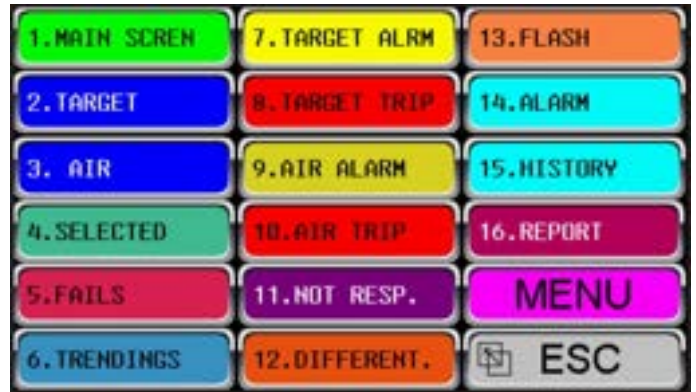 1.MAIN SCREN
2.TARGET
3. AIR
4.SELECTED
5.FAILS
6.TRENDINGS
7.TARGET ALRM
8.TARGET TRIP
9.AIR ALARM
10.AIR TRIP
11.NOT RESP.
12.DIFFERENT.
13.FLASH
14.ALARM
15.HISTORY
16.REPORT
MENU
ESC